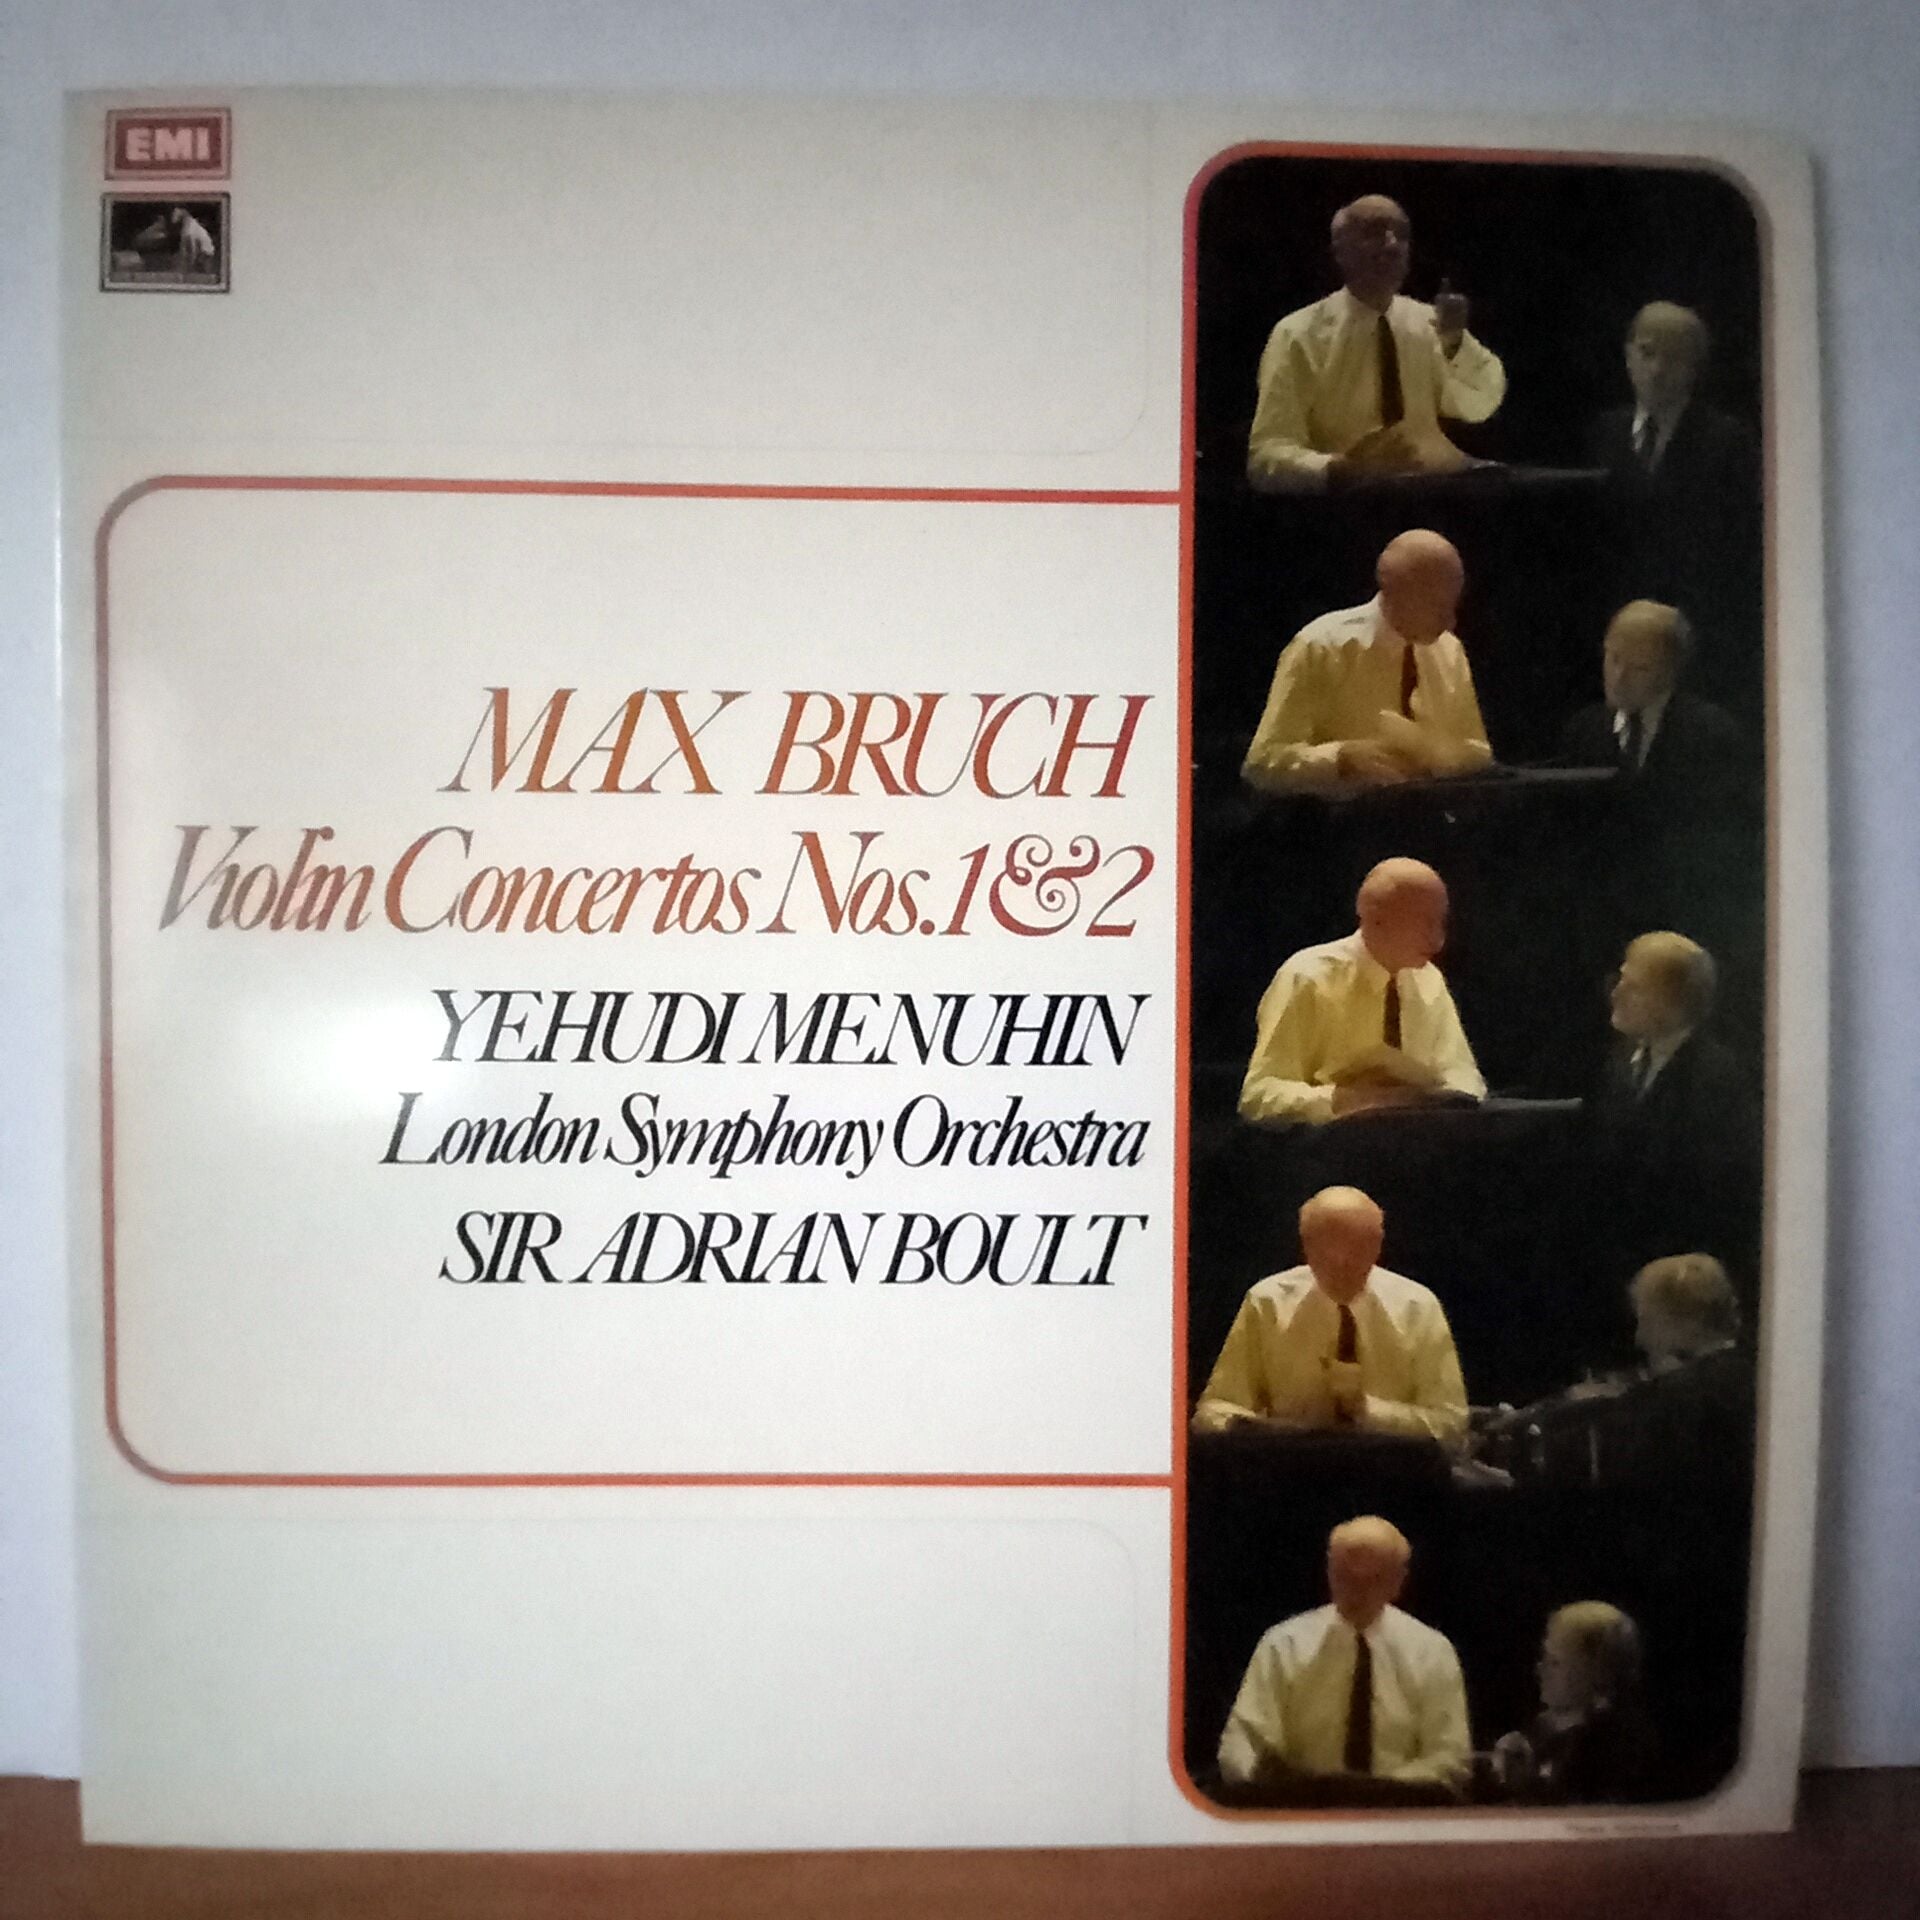 EMI
MAX BRUCH
Violin Concertos Nos. 1 & 2
YEHUDI MENUHIN
London Symphony Orchestra
SIR ADRIAN BOULT